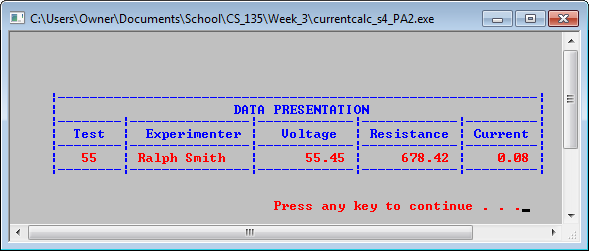 C:\Users\Owner\Documents\School\CS_135\Week_3\currentcalc_s4_PA2.exe
DATA PRESENTATION
Test Experimenter Voltage Resistance Current
55 Ralph Smith 55.45 678.42 0.08
Press any key to continue . . .